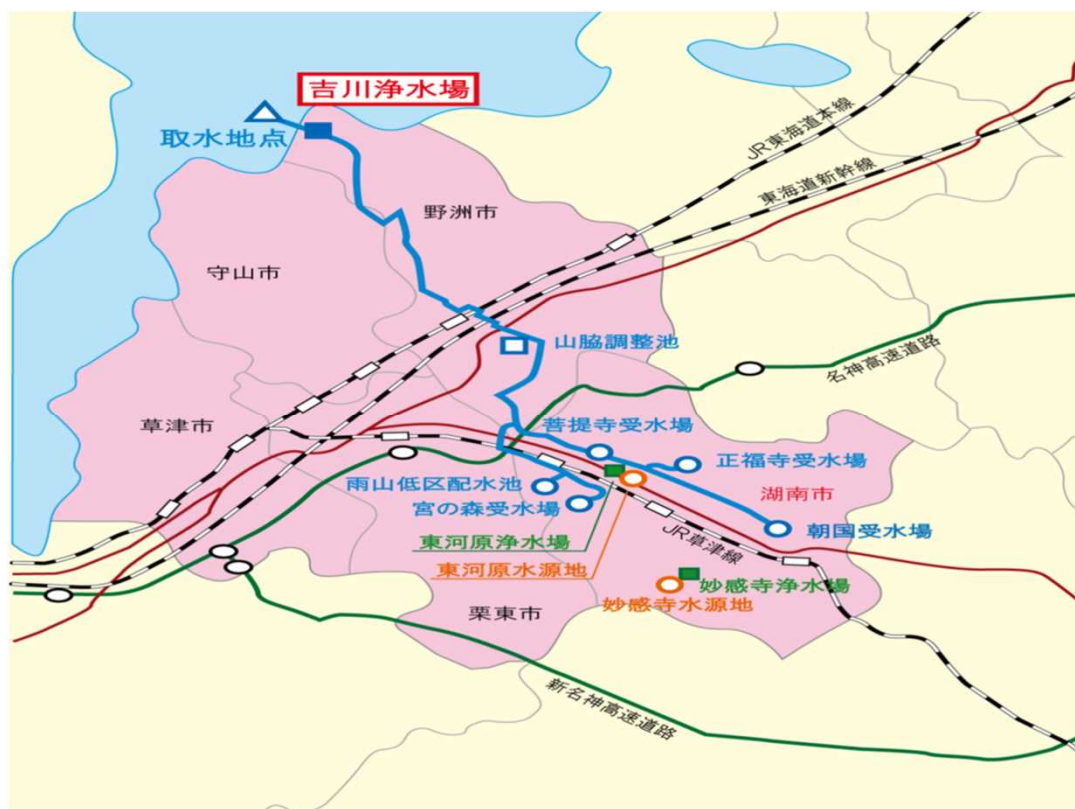 吉川浄水場
取水地点
JR東海道本線
東海道新幹線
野洲市
守山市
山脇調整池
名神高速道路
草津市
菩提寺受水場
正福寺受水場
雨山低区配水池
湖南市
宮の森受水場
朝国受水場
東河原浄水場
JR草津線
東河原水源地
妙感寺浄水場
妙感寺水源地
栗東市
新名神高速道路